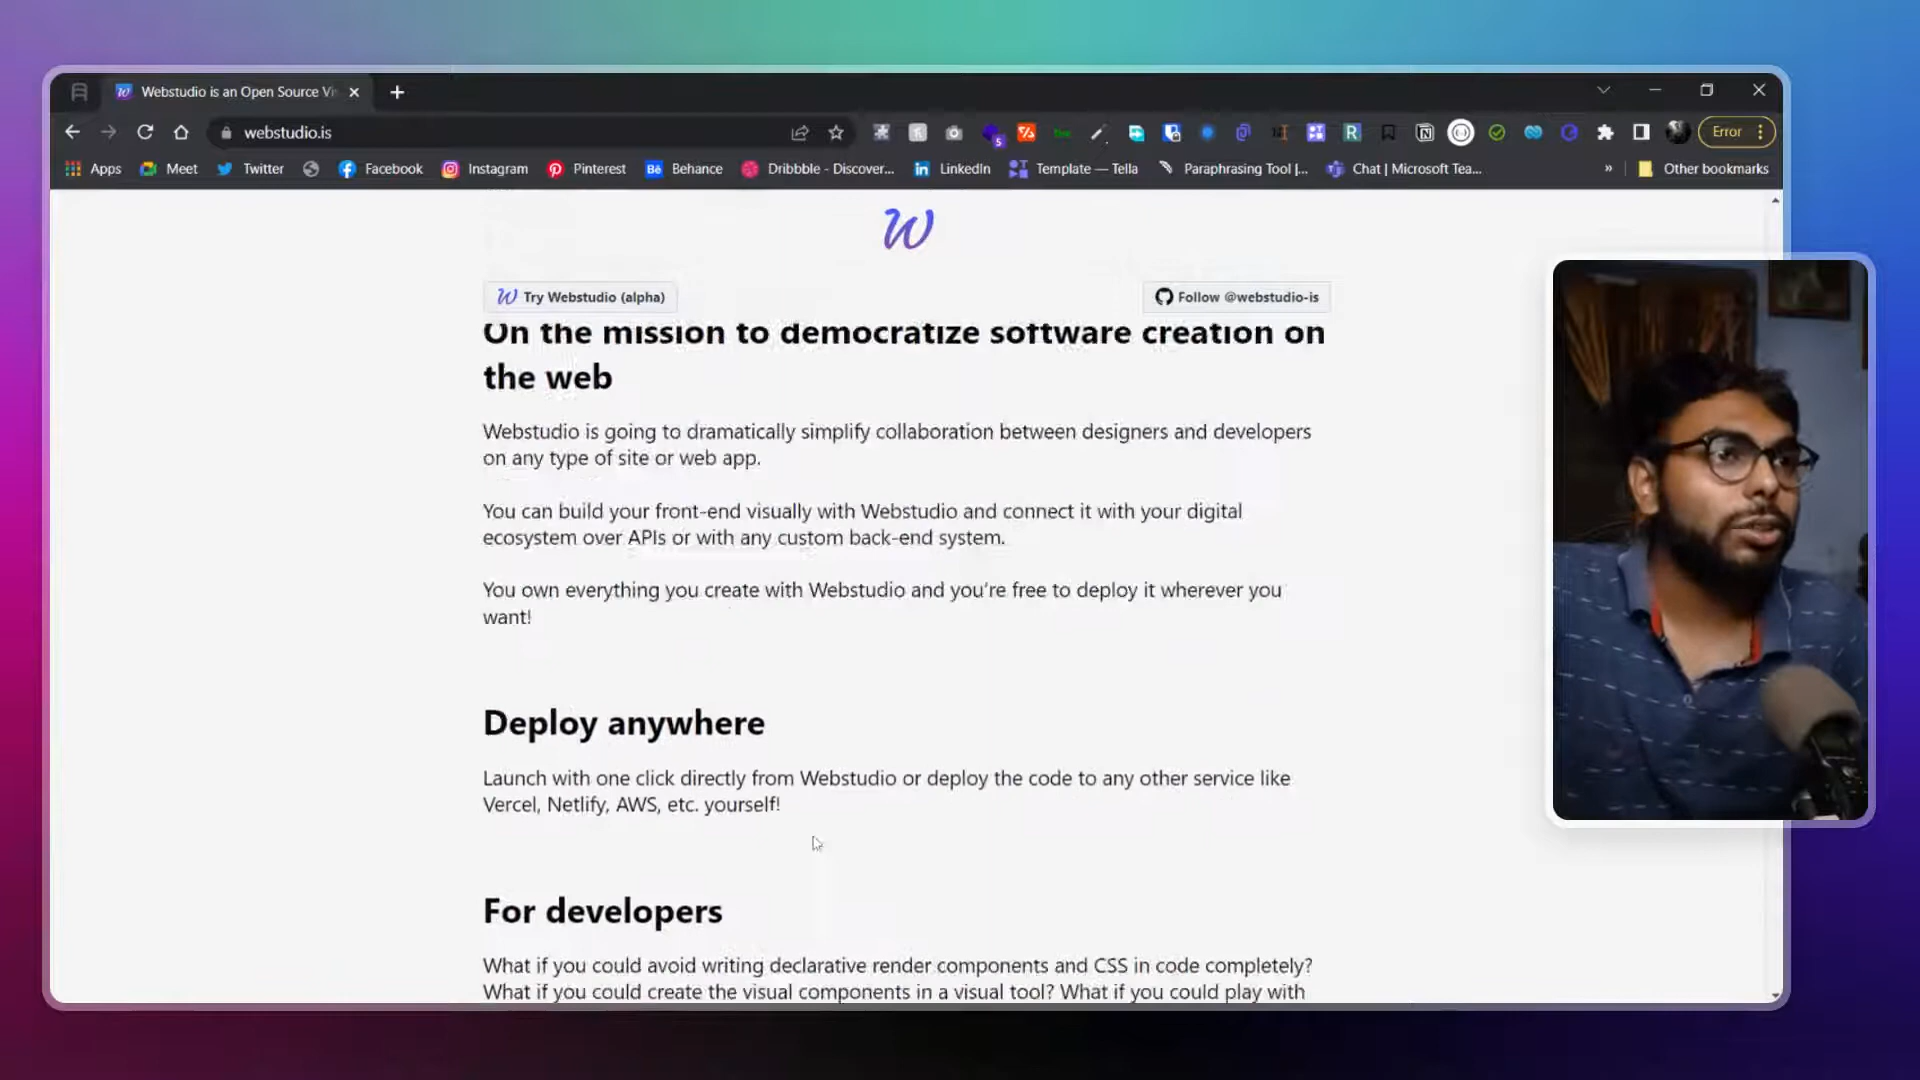 Webstudio is an Open Source Vi
webstudio.is
5
R
Error
Apps
Meet
Twitter
Facebook
Instagram
Pinterest
Bē
Behance
Dribbble - Discover...
in
LinkedIn
Template — Tella
Paraphrasing Tool |...
Chat | Microsoft Tea...
»
Other bookmarks
W
W Try Webstudio (alpha)
Follow @webstudio-is
On the mission to democratize software creation on
the web
Webstudio is going to dramatically simplify collaboration between designers and developers
on any type of site or web app.
You can build your front-end visually with Webstudio and connect it with your digital
ecosystem over APIs or with any custom back-end system.
You own everything you create with Webstudio and you're free to deploy it wherever you
want!
Deploy anywhere
Launch with one click directly from Webstudio or deploy the code to any other service like
Vercel, Netlify, AWS, etc. yourself!
For developers
What if you could avoid writing declarative render components and CSS in code completely?
What if you could create the visual components in a visual tool? What if you could play with